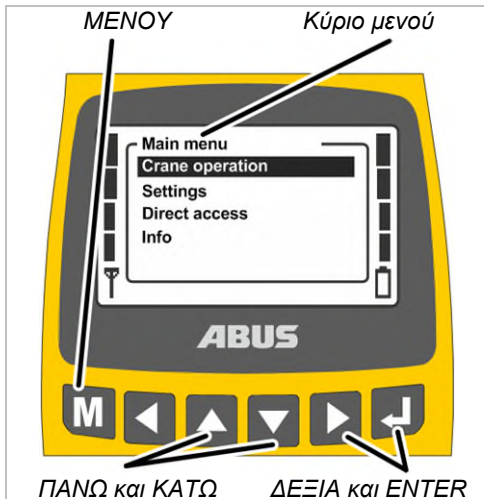 ΜΕΝΟΥ Κύριο μενού
Main menu
Crane operation
Settings
Direct access
Info
ABUS
M
ΠΑΝΩ και ΚΑΤΩ ΔΕΞΙΑ και ENTER